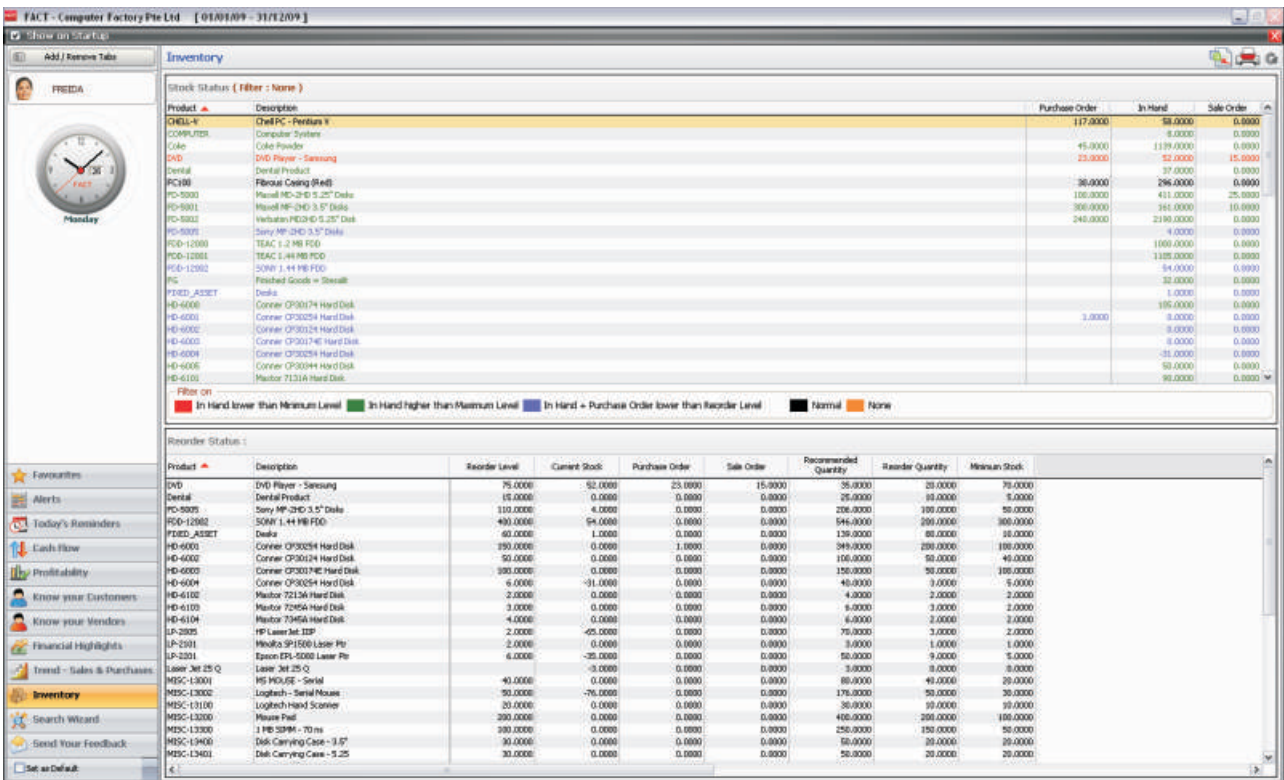 FACT - Computer Factory Pte Ltd [ 01/01/09 - 31/12/09 ]
Show on Startup
Add / Remove Tabs
FREIDA
FACT
Monday
Favourites
Alerts
Today's Reminders
Cash Flow
Profitability
Know your Customers
Know your Vendors
Financial Highlights
Trend - Sales & Purchases
Inventory
Search Wizard
Send Your Feedback
Set as Default
Inventory
Stock Status ( Filter : None )
Product Description Purchase Order In Hand Sale Order
CHELL-V Chell PC - Pentium V 117.0000 58.0000 0.0000
COMPUTER Computer System 0.0000
Coke Coke Powder 45.0000 1139.0000 0.0000
DVD DVD Player - Samsung 23.0000 52.0000 15.0000
Dental Dental Product 37.0000 0.0000
FC100 Fibrous Casing (Red) 38.0000 296.0000 0.0000
FD-5000 Maxell MD-2HD 5.25" Disks 100.0000 411.0000 25.0000
FD-5001 Maxell MF-2HD 3.5" Disks 300.0000 161.0000 10.0000
FD-5002 Verbatim MD2HD 5.25" Disk 240.0000 2190.0000 0.0000
FD-5005 Sony MF-2HD 3.5" Disks 4.0000 0.0000
FDD-12000 TEAC 1.2 MB FDD 1000.0000 0.0000
FDD-12001 TEAC 1.44 MB FDD 1105.0000 0.0000
FDD-12002 SONY 1.44 MB FDD 54.0000 0.0000
FG Finished Goods 32.0000 0.0000
FIXED_ASSET Desks 1.0000 0.0000
HD-6000 Conner CP30174 Hard Disk 105.0000 0.0000
HD-6001 Conner CP30254 Hard Disk 1.0000 0.0000 0.0000
HD-6002 Conner CP30124 Hard Disk 0.0000 0.0000
HD-6003 Conner CP30174E Hard Disk 0.0000 0.0000
HD-6004 Conner CP30254 Hard Disk -31.0000 0.0000
HD-6005 Conner CP30344 Hard Disk 50.0000 0.0000
HD-6101 Maxtor 7131A Hard Disk 90.0000 0.0000
Filter on
In Hand lower than Minimum Level In Hand higher than Maximum Level In Hand + Purchase Order lower than Reorder Level Normal None
Reorder Status :
Product Description Reorder Level Current Stock Purchase Order Sale Order Recommended Quantity Reorder Quantity Minimum Stock
DVD DVD Player - Samsung 75.0000 52.0000 23.0000 15.0000 35.0000 20.0000 70.0000
Dental Dental Product 15.0000 0.0000 0.0000 0.0000 25.0000 10.0000 5.0000
FD-5005 Sony MF-2HD 3.5" Disks 110.0000 4.0000 0.0000 0.0000 206.0000 100.0000 50.0000
FDD-12002 SONY 1.44 MB FDD 400.0000 54.0000 0.0000 0.0000 546.0000 200.0000 300.0000
FIXED_ASSET Desks 60.0000 1.0000 0.0000 0.0000 139.0000 80.0000 10.0000
HD-6001 Conner CP30254 Hard Disk 150.0000 0.0000 1.0000 0.0000 349.0000 200.0000 100.0000
HD-6002 Conner CP30124 Hard Disk 50.0000 0.0000 0.0000 0.0000 100.0000 50.0000 40.0000
HD-6003 Conner CP30174E Hard Disk 100.0000 0.0000 0.0000 0.0000 150.0000 50.0000 100.0000
HD-6004 Conner CP30254 Hard Disk 6.0000 -31.0000 0.0000 0.0000 40.0000 3.0000 5.0000
HD-6102 Maxtor 7213A Hard Disk 2.0000 0.0000 0.0000 0.0000 4.0000 2.0000 2.0000
HD-6103 Maxtor 7245A Hard Disk 3.0000 0.0000 0.0000 0.0000 6.0000 3.0000 2.0000
HD-6104 Maxtor 7345A Hard Disk 4.0000 0.0000 0.0000 0.0000 6.0000 2.0000 2.0000
LP-2005 HP LaserJet IIIP 2.0000 -65.0000 0.0000 0.0000 70.0000 3.0000 2.0000
LP-2101 Minolta SP1500 Laser Ptr 2.0000 0.0000 0.0000 0.0000 3.0000 1.0000 1.0000
LP-2201 Epson EPL-5000 Laser Ptr 6.0000 -35.0000 0.0000 0.0000 50.0000 9.0000 5.0000
Laser Jet 25 Q Laser Jet 25 Q -3.0000 0.0000 0.0000 3.0000 0.0000 0.0000
MISC-13001 MS MOUSE - Serial 40.0000 0.0000 0.0000 0.0000 80.0000 40.0000 20.0000
MISC-13002 Logitech - Serial Mouse 50.0000 -76.0000 0.0000 0.0000 176.0000 50.0000 30.0000
MISC-13100 Logitech Hand Scanner 20.0000 0.0000 0.0000 0.0000 30.0000 10.0000 10.0000
MISC-13200 Mouse Pad 200.0000 0.0000 0.0000 0.0000 400.0000 200.0000 100.0000
MISC-13300 1 MB SIMM - 70 ns 100.0000 0.0000 0.0000 0.0000 250.0000 150.0000 50.0000
MISC-13400 Disk Carrying Case - 3.5" 30.0000 0.0000 0.0000 0.0000 50.0000 20.0000 20.0000
MISC-13401 Disk Carrying Case - 5.25 30.0000 0.0000 0.0000 0.0000 50.0000 20.0000 20.0000